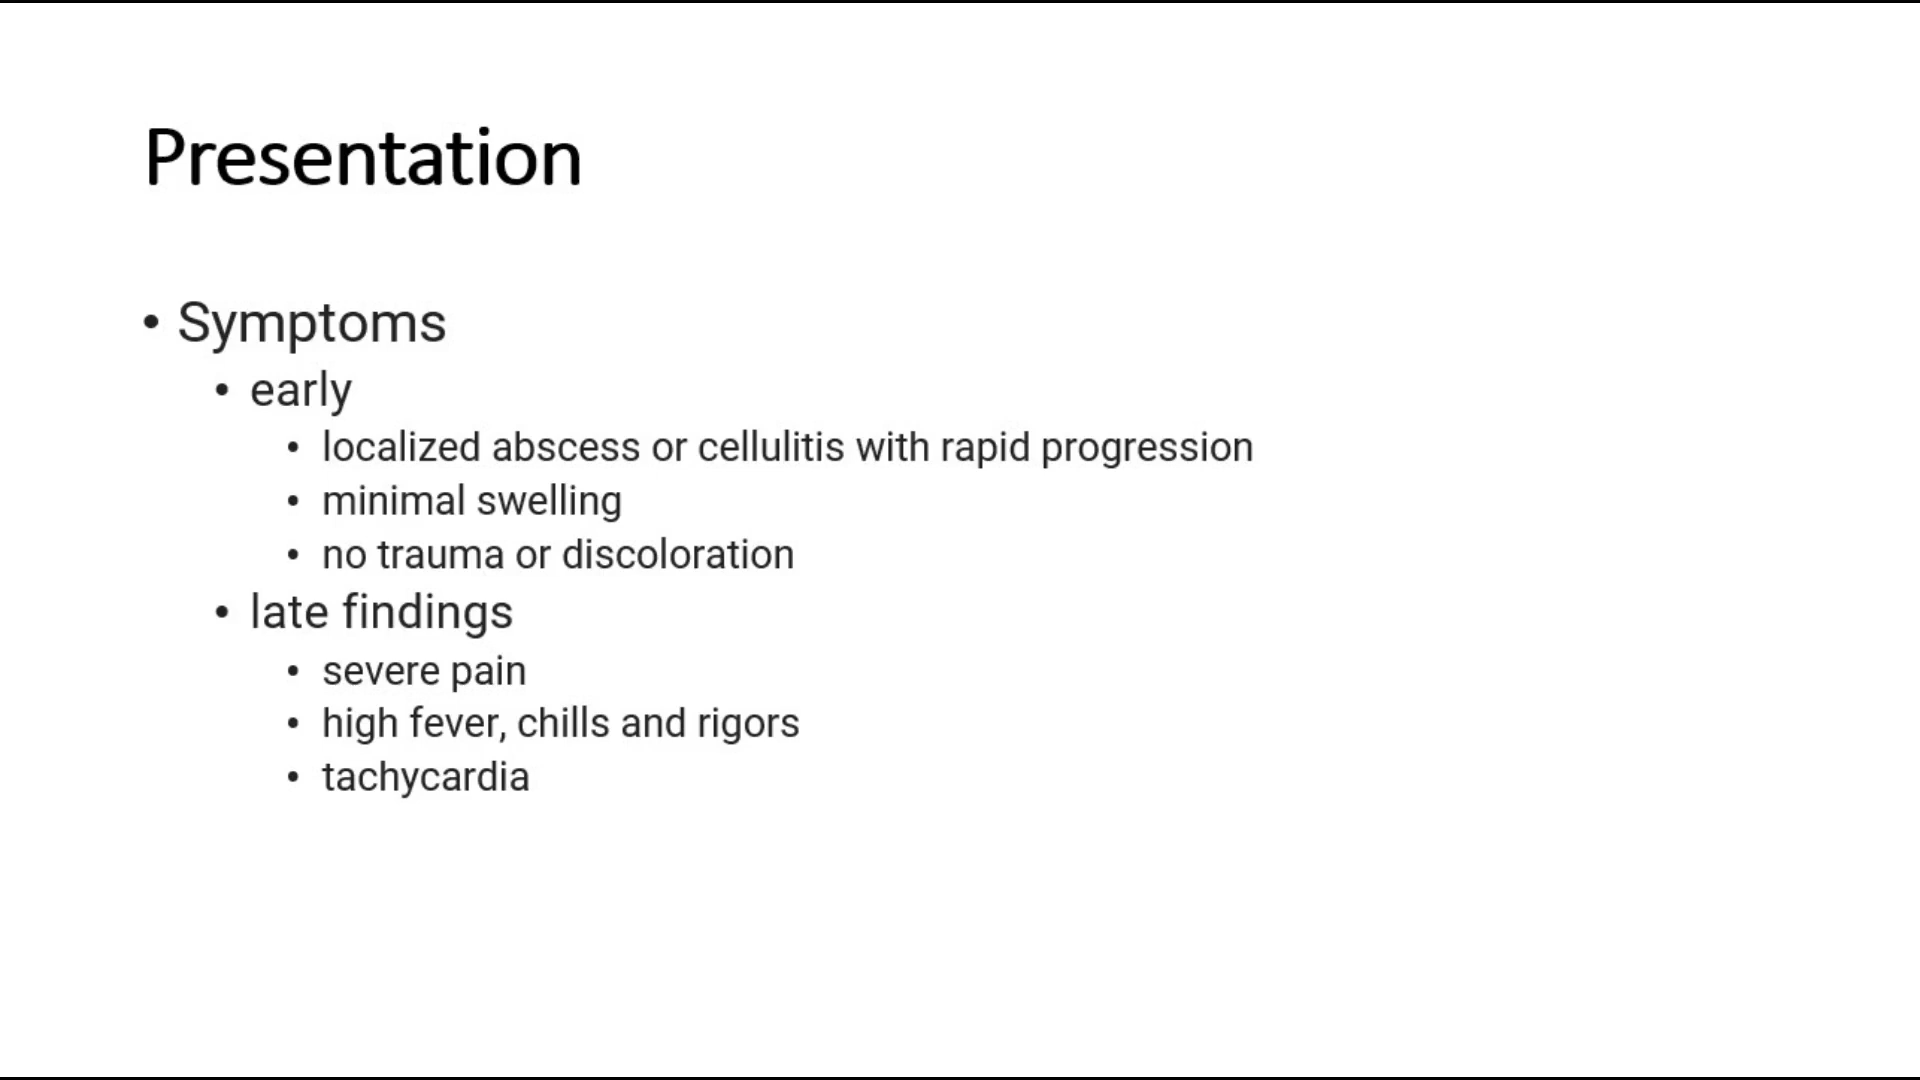 Presentation
• Symptoms
• early
• localized abscess or cellulitis with rapid progression
• minimal swelling
• no trauma or discoloration
• late findings
• severe pain
• high fever, chills and rigors
• tachycardia